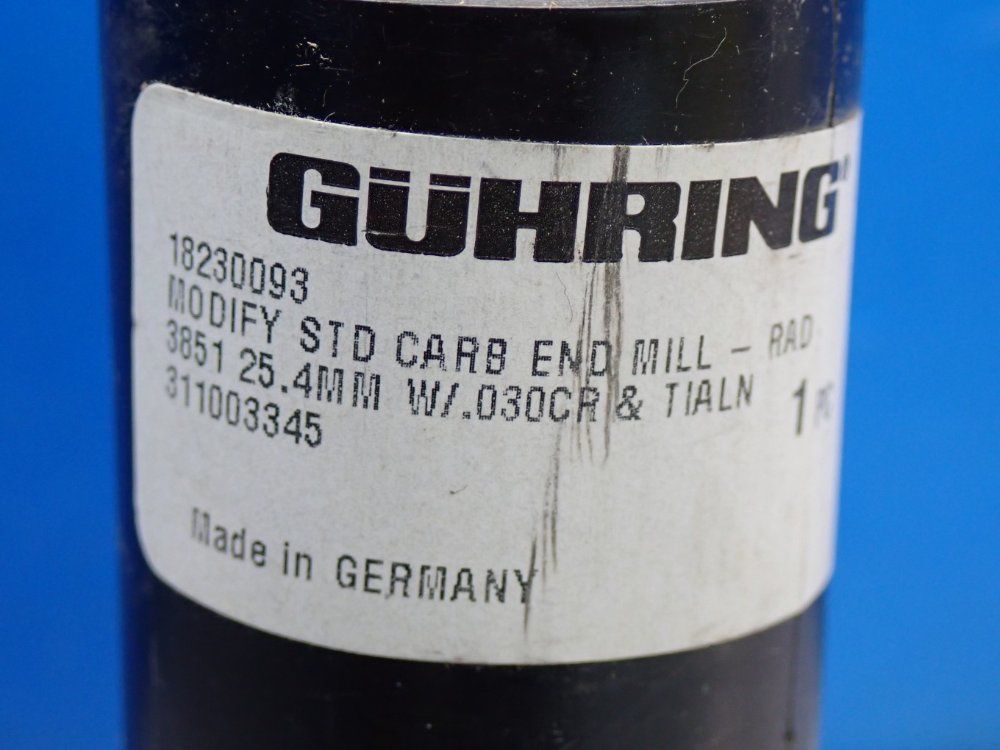 GÜHRING
18230093
MODIFY STD CARB END MILL - RAD
3851 25.4MM W/.030CR & TIALN
311003345
1 PC
Made in GERMANY